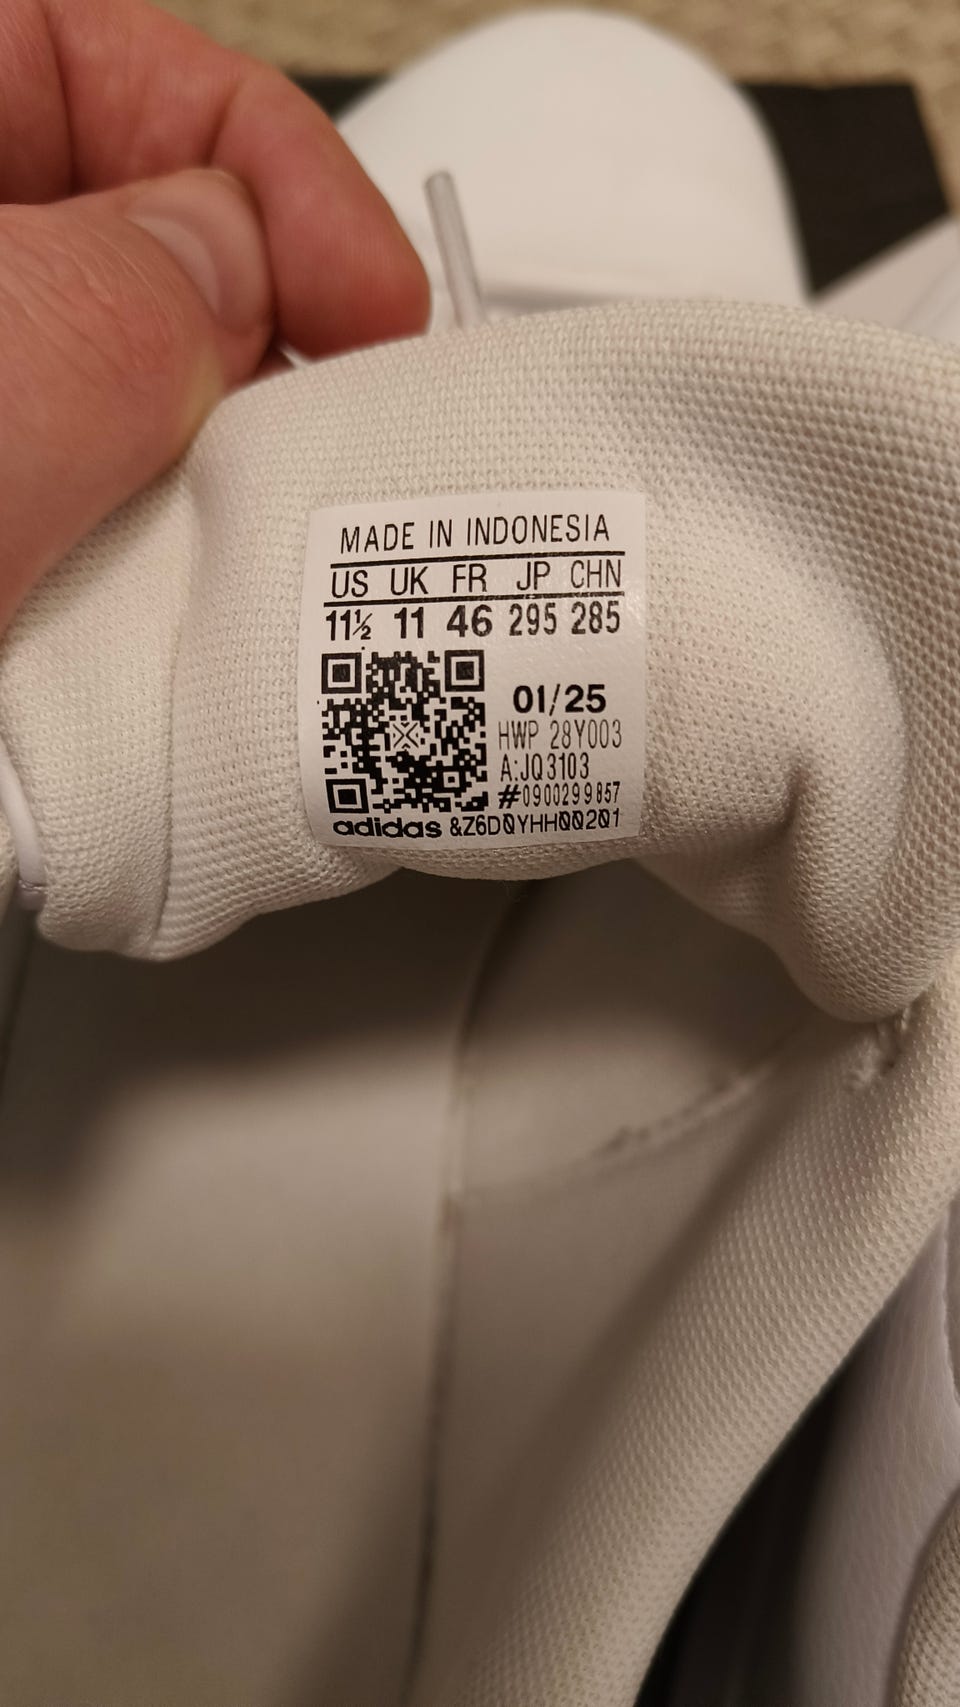 MADE IN INDONESIA
US UK FR JP CHN
11½ 11 46 295 285
01/25
HWP 28Y003
A:JQ3103
#0900299857
adidas &Z6D0YHH00201